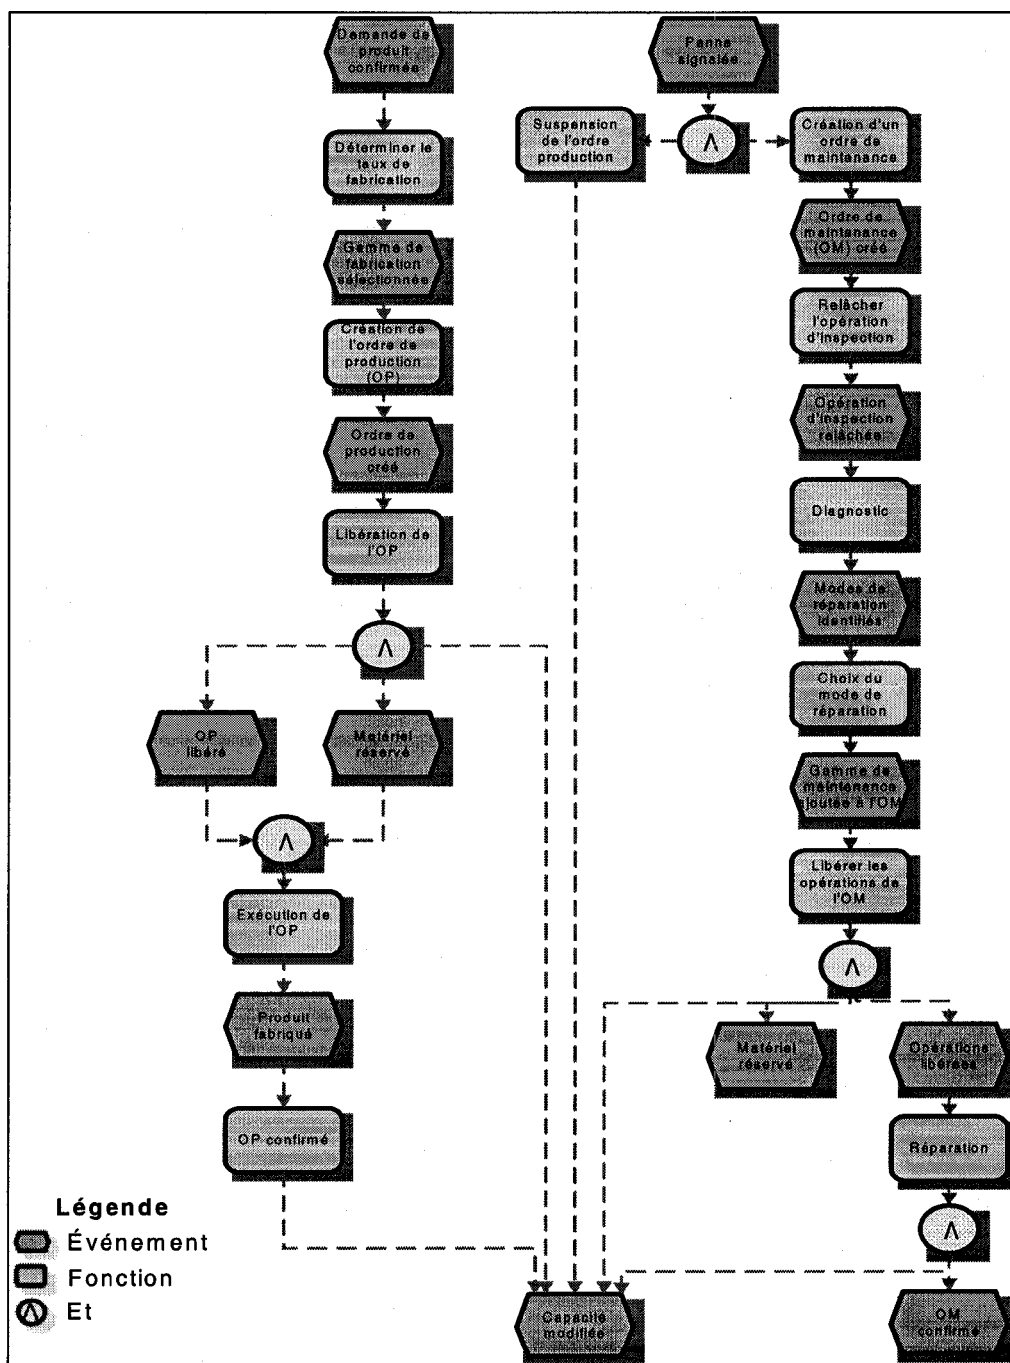 Demande de
produit
confirmée
Déterminer le
taux de
fabrication
Gamme de
fabrication
sélectionnée
Création de
l'ordre de
production
(OP)
Ordre de
production
créé
Libération de
l'OP
Λ
OP
libéré
Matériel
réservé
Λ
Exécution de
l'OP
Produit
fabriqué
OP confirmé
Panne
signalée
Suspension
de l'ordre
production
Λ
Création d'un
ordre de
maintenance
Ordre de
maintenance
(OM) créé
Relâcher
l'opération
d'inspection
Opération
d'inspection
relâchée
Diagnostic
Modes de
réparation
identifiés
Choix du
mode de
réparation
Gamme de
maintenance
ajoutée à l'OM
Libérer les
opérations de
l'OM
Λ
Matériel
réservé
Opérations
libérées
Réparation
Λ
Capacité
modifiée
OM
confirmé
Légende
Événement
Fonction
Λ Et